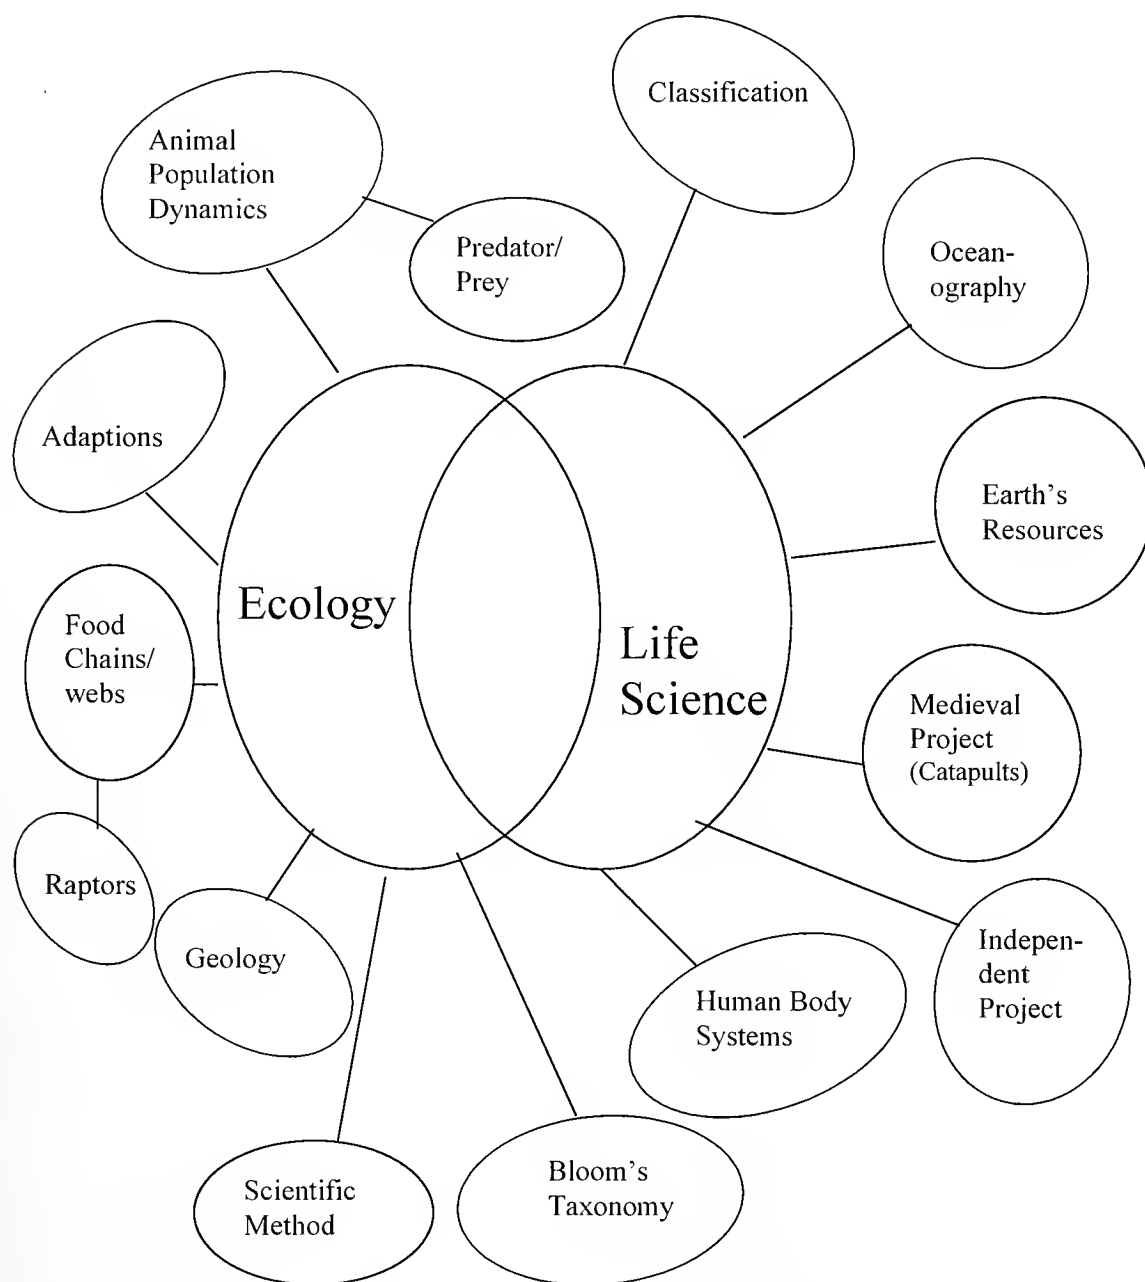 Classification
Animal
Population
Dynamics
Predator/
Prey
Ocean-
ography
Adaptions
Earth's
Resources
Ecology
Food
Chains/
webs
Life
Science
Medieval
Project
(Catapults)
Raptors
Geology
Indepen-
dent
Project
Human Body
Systems
Scientific
Method
Bloom's
Taxonomy